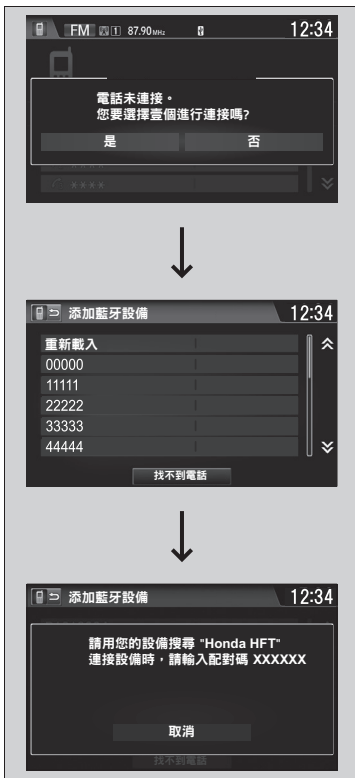 FM 1 87.90 MHz 12:34
電話未連接。
您要選擇壹個進行連接嗎?
是 否
****
添加藍牙設備 12:34
重新載入
00000
11111
22222
33333
44444
找不到電話
添加藍牙設備 12:34
請用您的設備搜尋 "Honda HFT"
連接設備時，請輸入配對碼 XXXXXX
取消
找不到電話